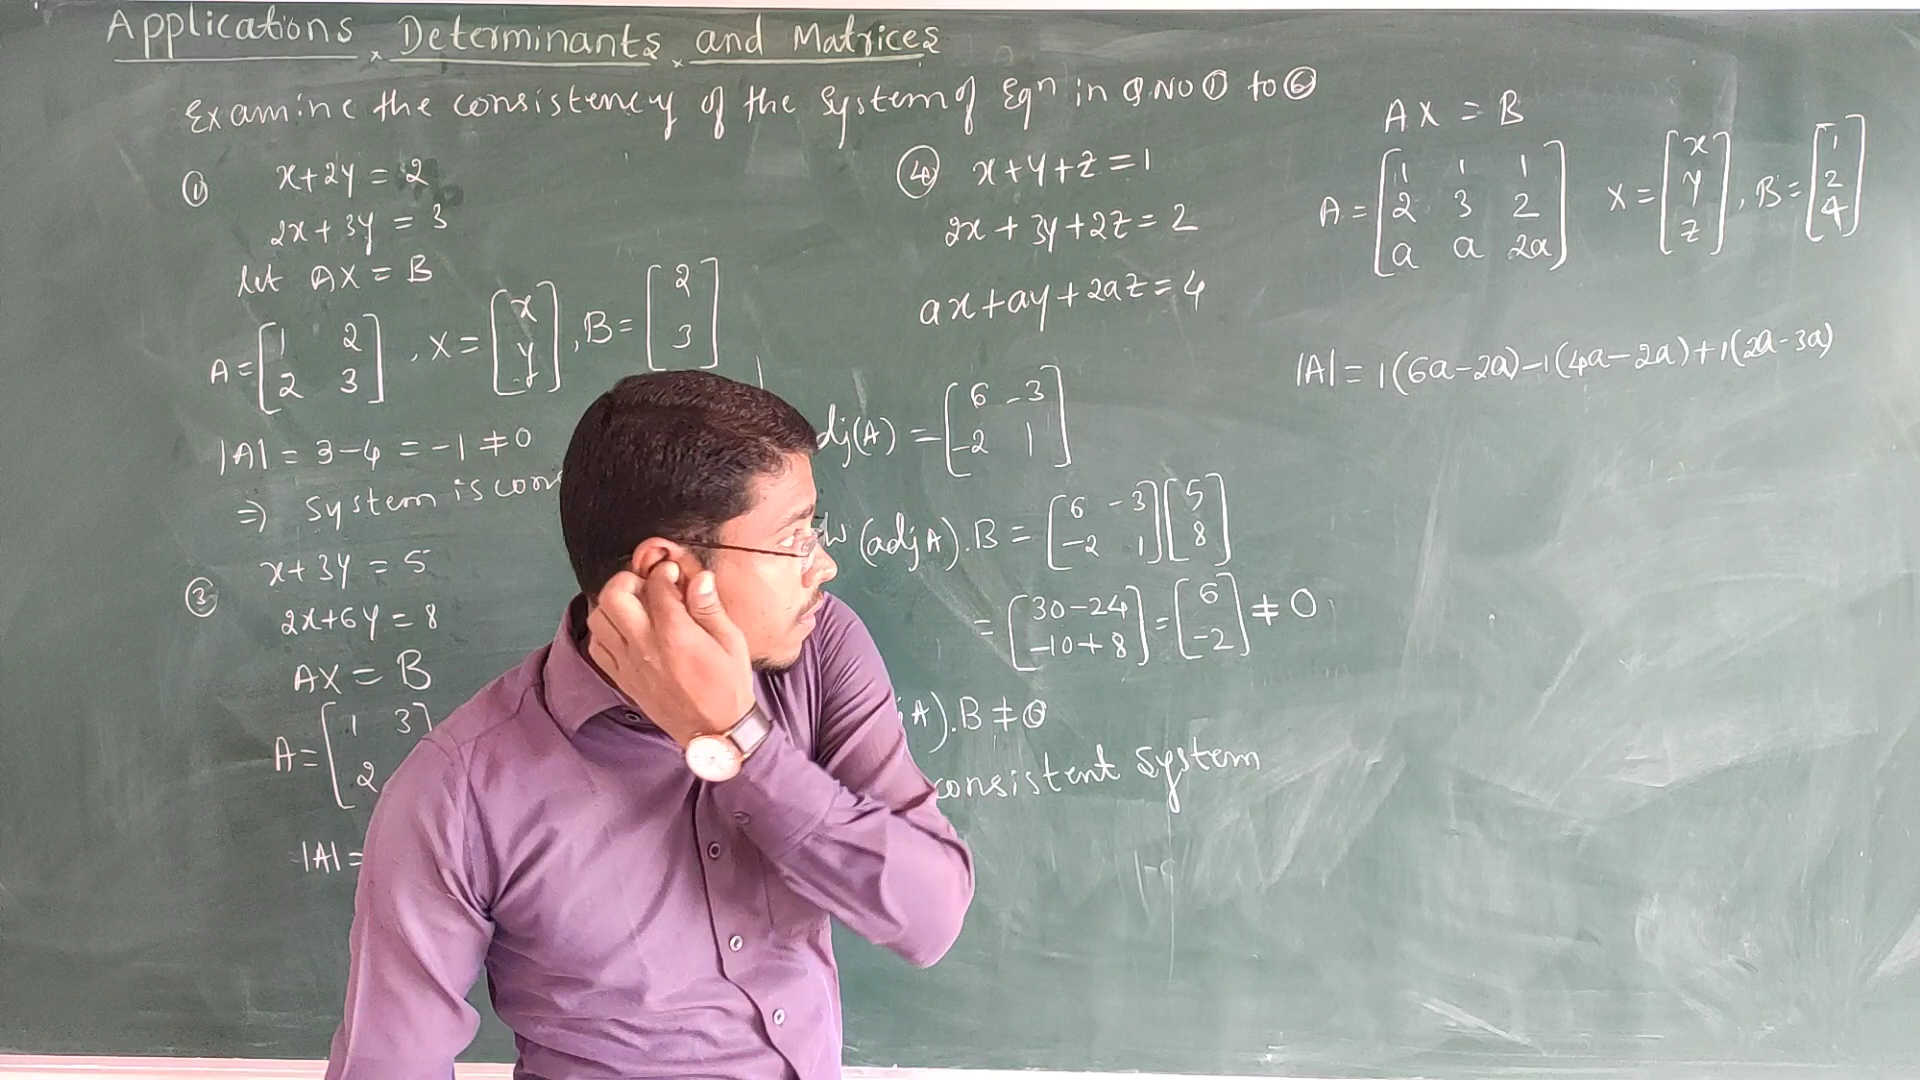 Applications Determinants and Matrices
Examine the consistency of the System of Eqn in Q.NO ① to ⑥
① x+2y = 2
2x+3y = 3
let AX = B
A = [1 2
2 3] , X = [x
y] , B = [2
3]
|A| = 3-4 = -1 ≠ 0
⇒ System is
③ x+3y = 5
2x+6y = 8
AX = B
A = [1 3
2
|A| =
dj(A) = [6 -3
-2 1]
(adj A).B = [6 -3
-2 1][5
8]
= [30-24
-10+8] = [6
-2] ≠ 0
A).B ≠ 0
consistent System
④ x+y+z = 1
2x+3y+2z = 2
ax+ay+2az = 4
AX = B
A = [1 1 1
2 3 2
a a 2a] X = [x
y
z] , B = [1
2
4]
|A| = 1(6a-2a)-1(4a-2a)+1(2a-3a)